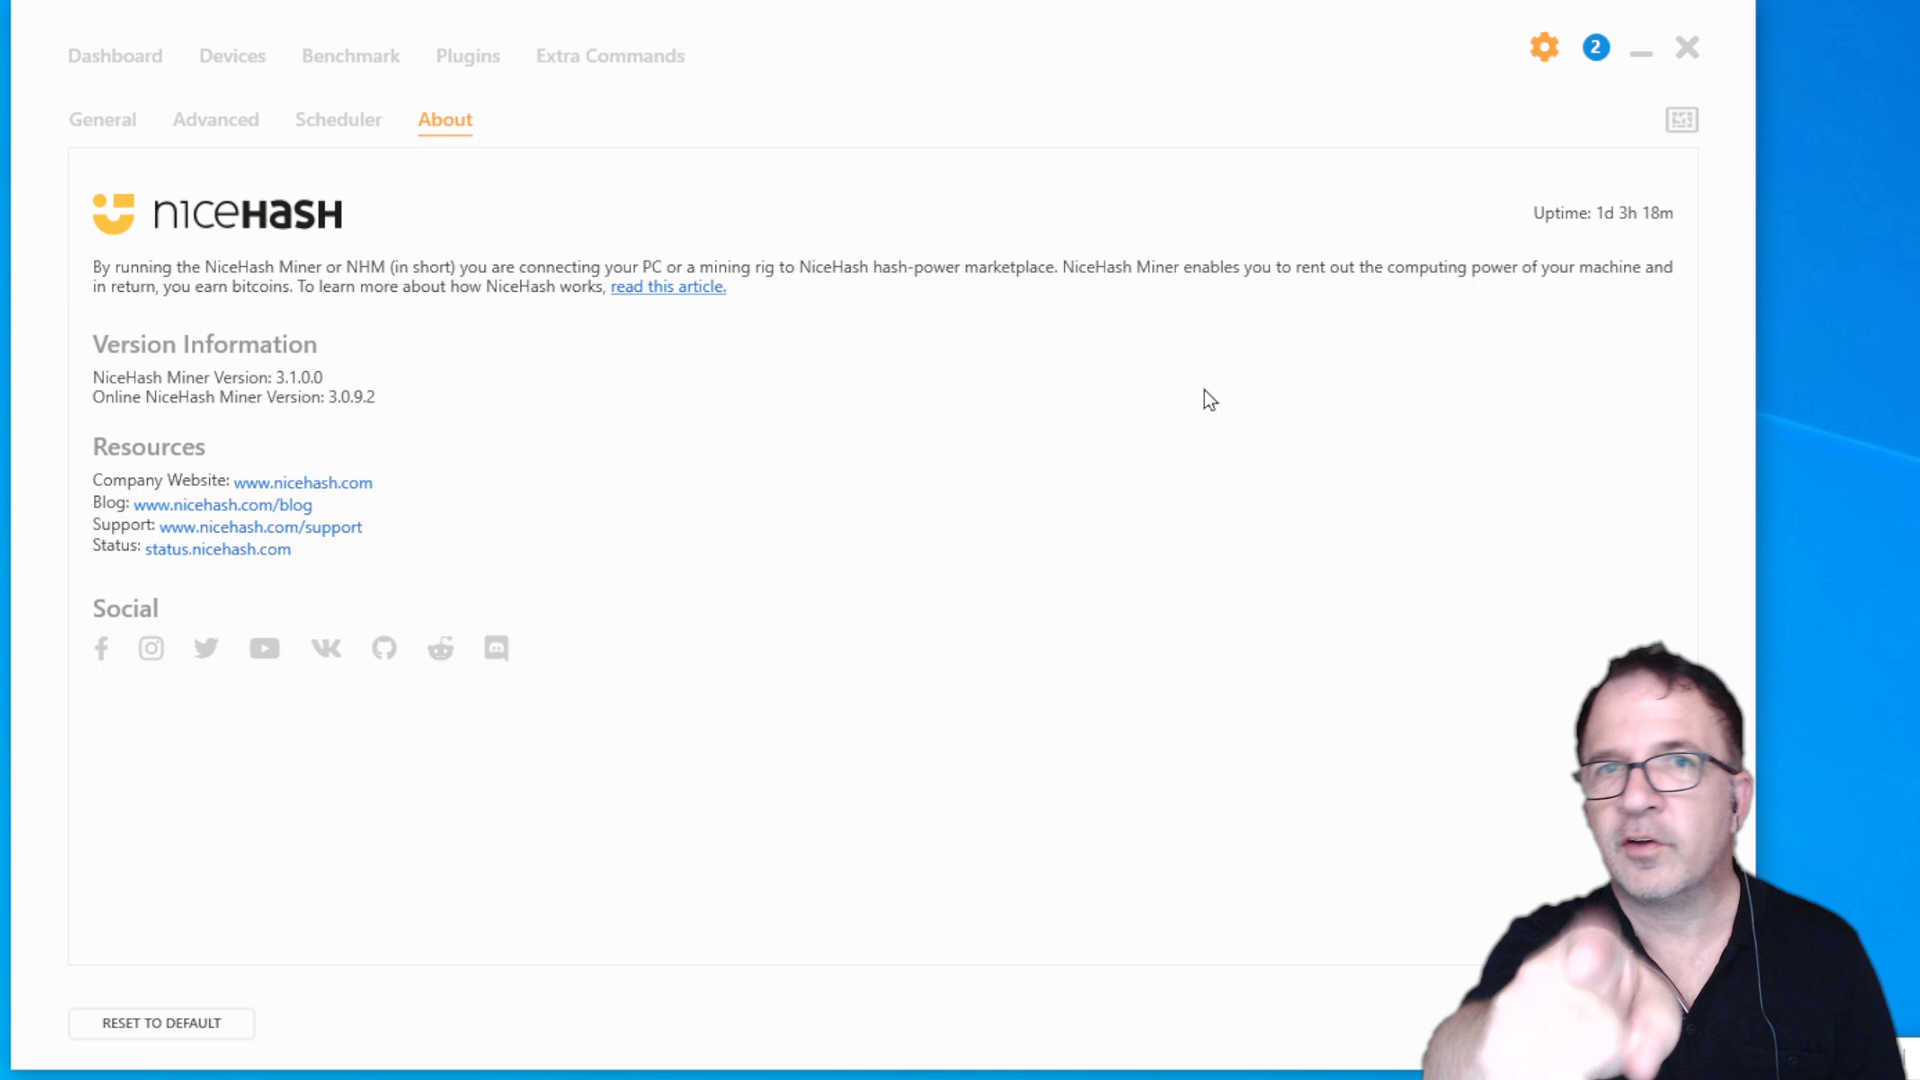 Dashboard Devices Benchmark Plugins Extra Commands
2
General Advanced Scheduler About
niceHASH
Uptime: 1d 3h 18m
By running the NiceHash Miner or NHM (in short) you are connecting your PC or a mining rig to NiceHash hash-power marketplace. NiceHash Miner enables you to rent out the computing power of your machine and
in return, you earn bitcoins. To learn more about how NiceHash works, read this article.
Version Information
NiceHash Miner Version: 3.1.0.0
Online NiceHash Miner Version: 3.0.9.2
Resources
Company Website: www.nicehash.com
Blog: www.nicehash.com/blog
Support: www.nicehash.com/support
Status: status.nicehash.com
Social
RESET TO DEFAULT